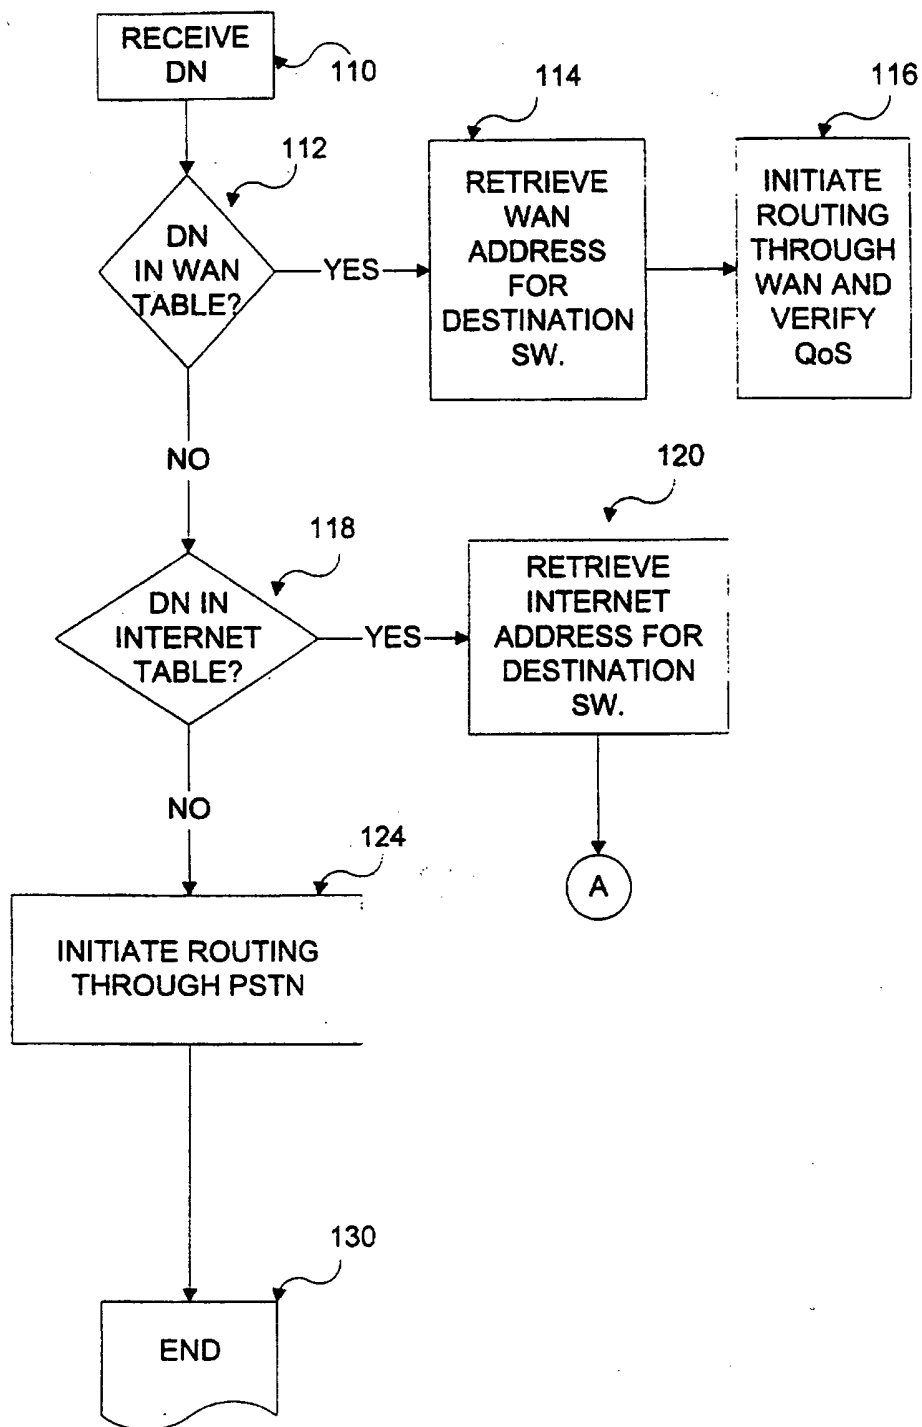 RECEIVE
DN
110
112
DN
IN WAN
TABLE?
YES
114
RETRIEVE
WAN
ADDRESS
FOR
DESTINATION
SW.
116
INITIATE
ROUTING
THROUGH
WAN AND
VERIFY
QoS
NO
118
DN IN
INTERNET
TABLE?
YES
120
RETRIEVE
INTERNET
ADDRESS FOR
DESTINATION
SW.
A
NO
124
INITIATE ROUTING
THROUGH PSTN
130
END